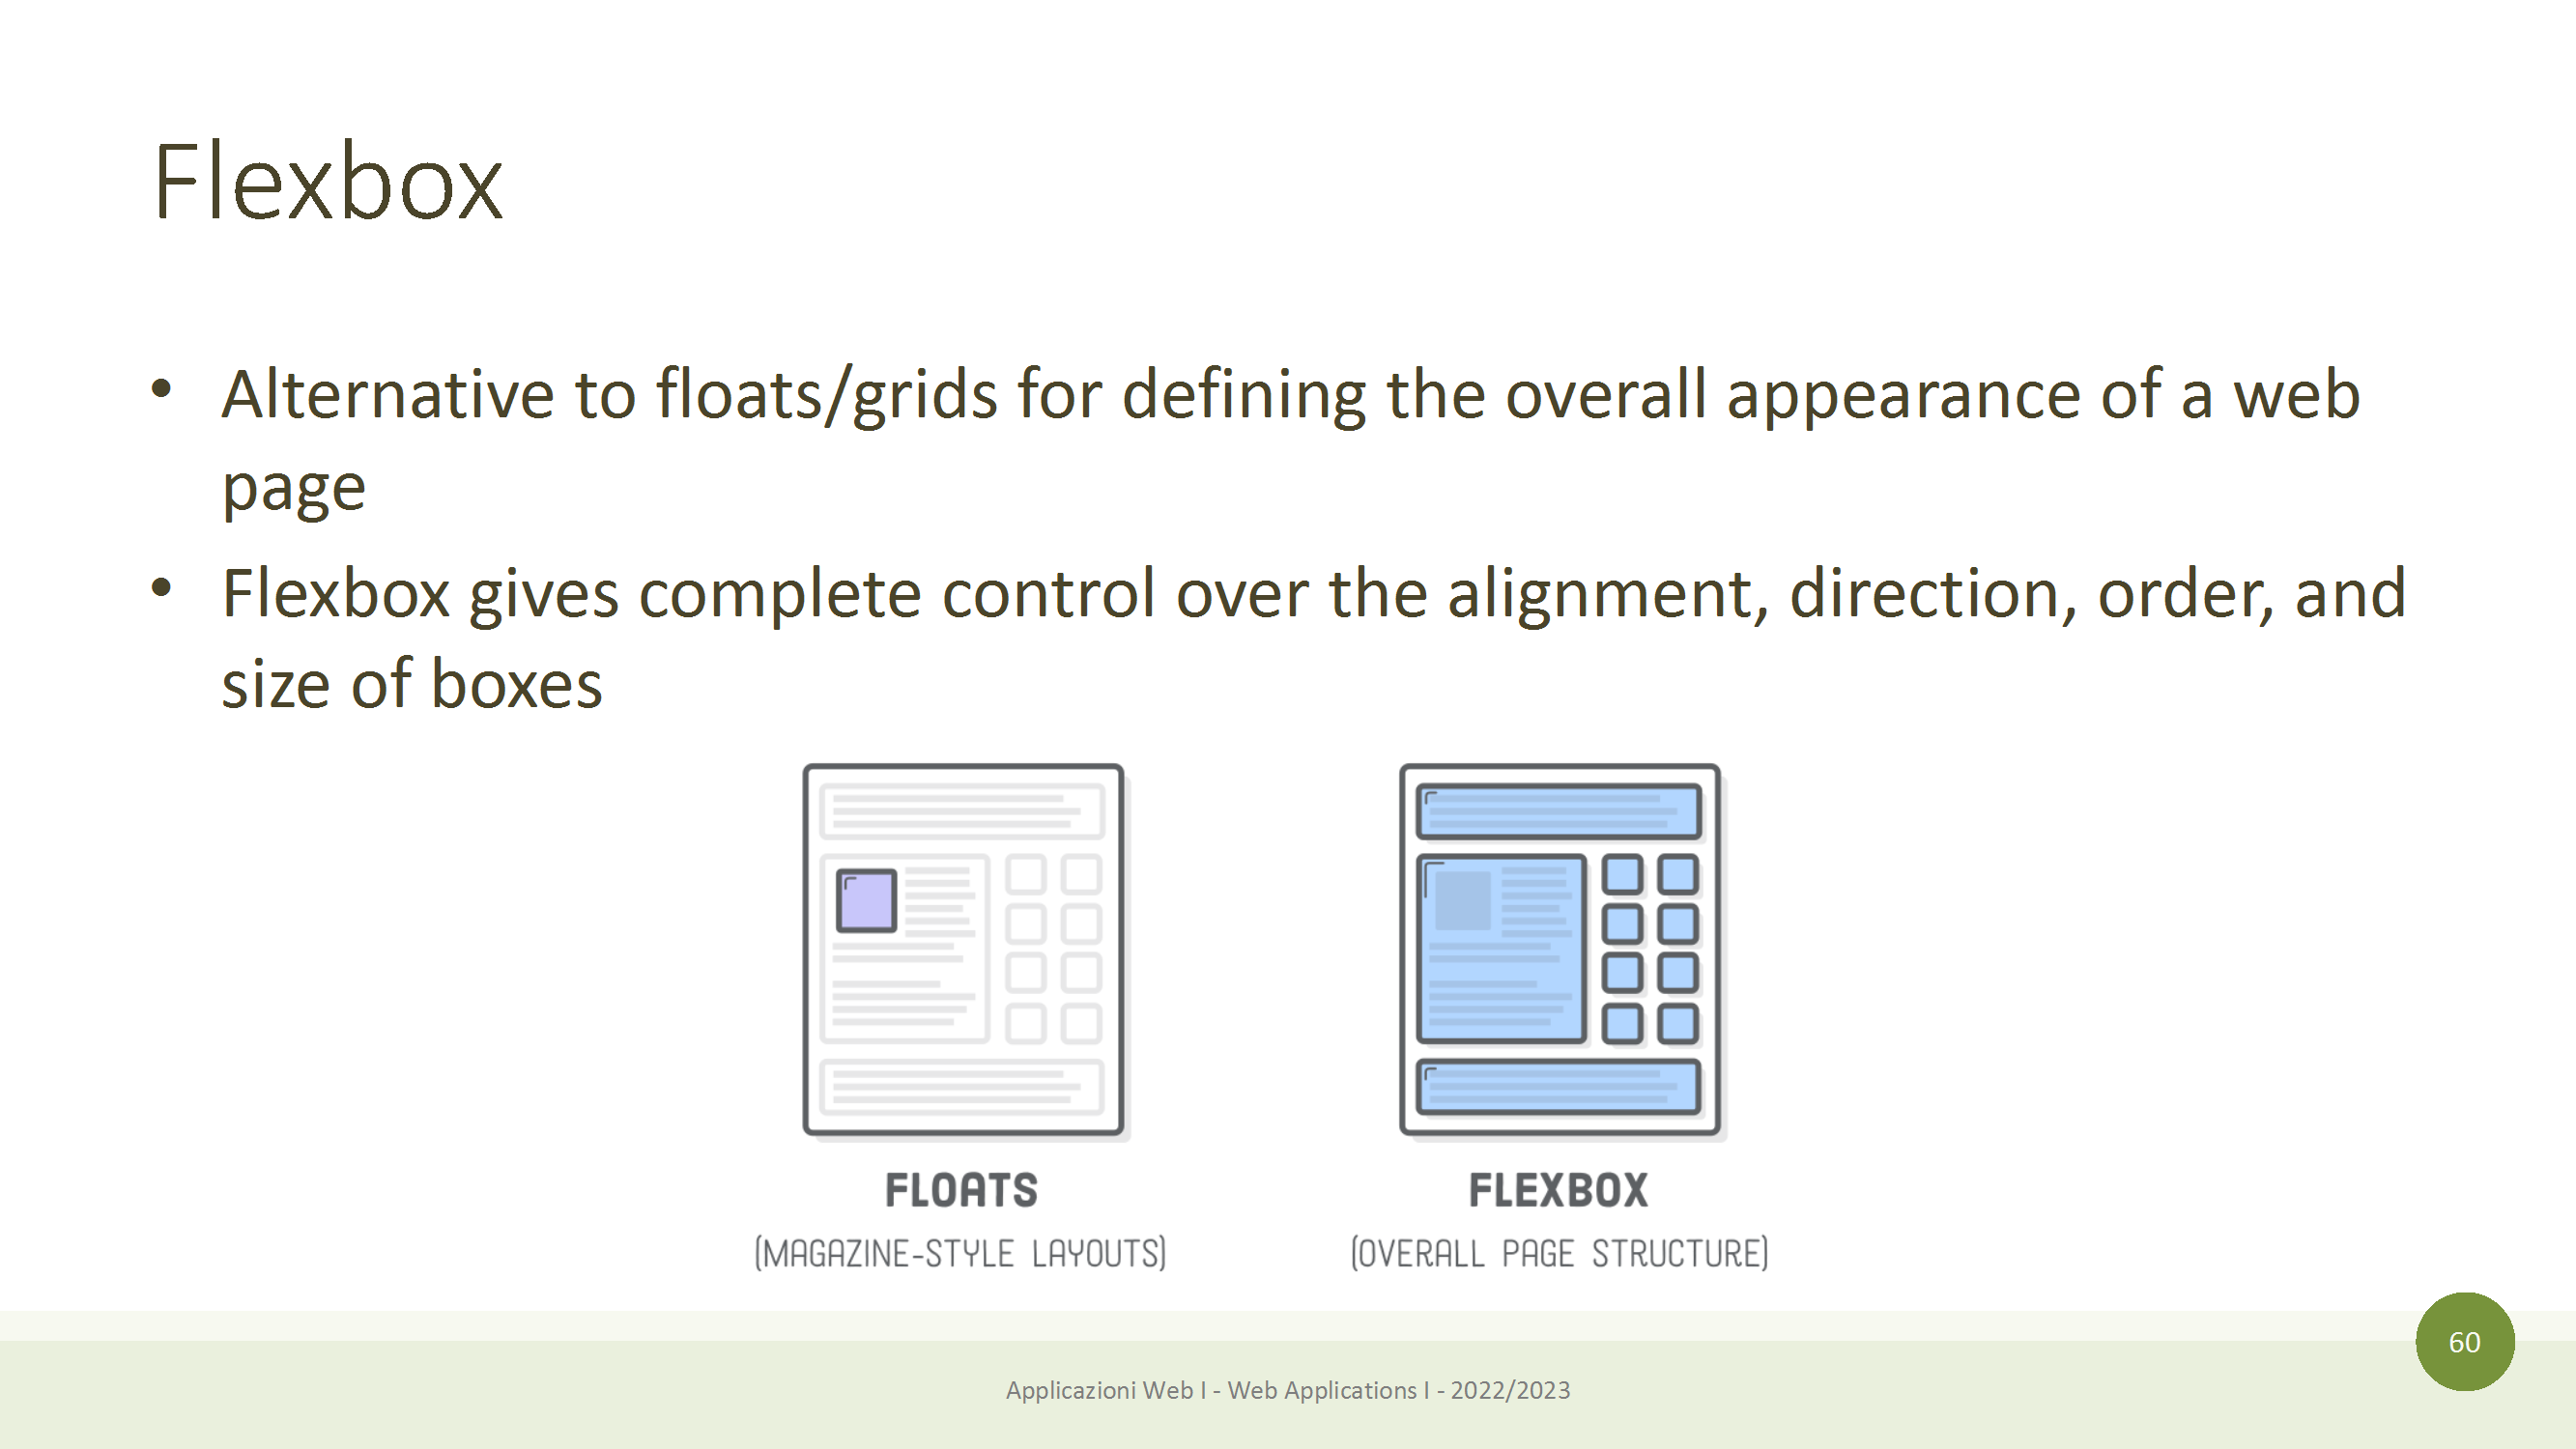 Flexbox
• Alternative to floats/grids for defining the overall appearance of a web
page
• Flexbox gives complete control over the alignment, direction, order, and
size of boxes
FLOATS
(MAGAZINE-STYLE LAYOUTS)
FLEXBOX
(OVERALL PAGE STRUCTURE)
60
Applicazioni Web I - Web Applications I - 2022/2023